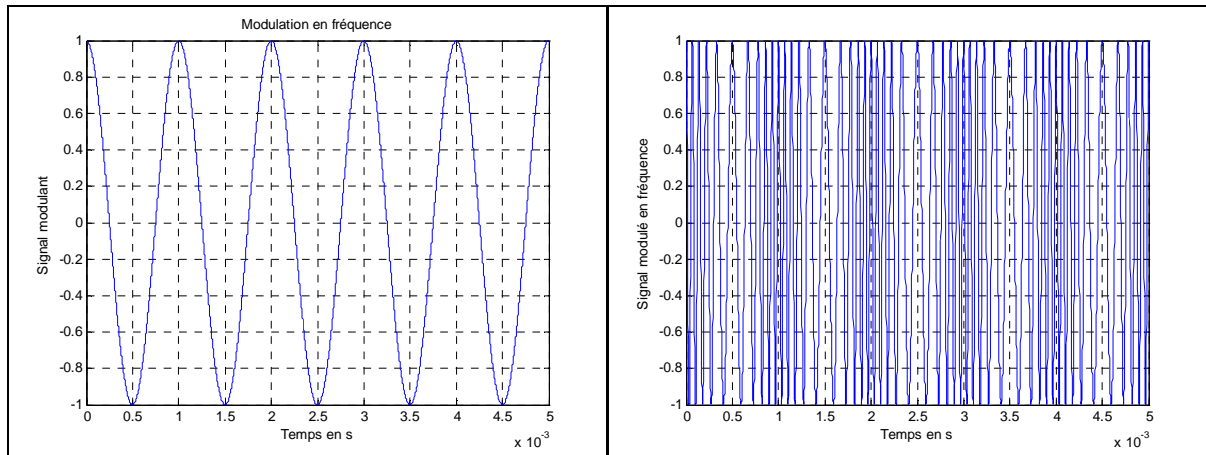 Modulation en fréquence
Signal modulant
1
0.8
0.6
0.4
0.2
0
-0.2
-0.4
-0.6
-0.8
-1
0 0.5 1 1.5 2 2.5 3 3.5 4 4.5 5
Temps en s
x 10-3
Signal modulé en fréquence
1
0.8
0.6
0.4
0.2
0
-0.2
-0.4
-0.6
-0.8
-1
0 0.5 1 1.5 2 2.5 3 3.5 4 4.5 5
Temps en s
x 10-3